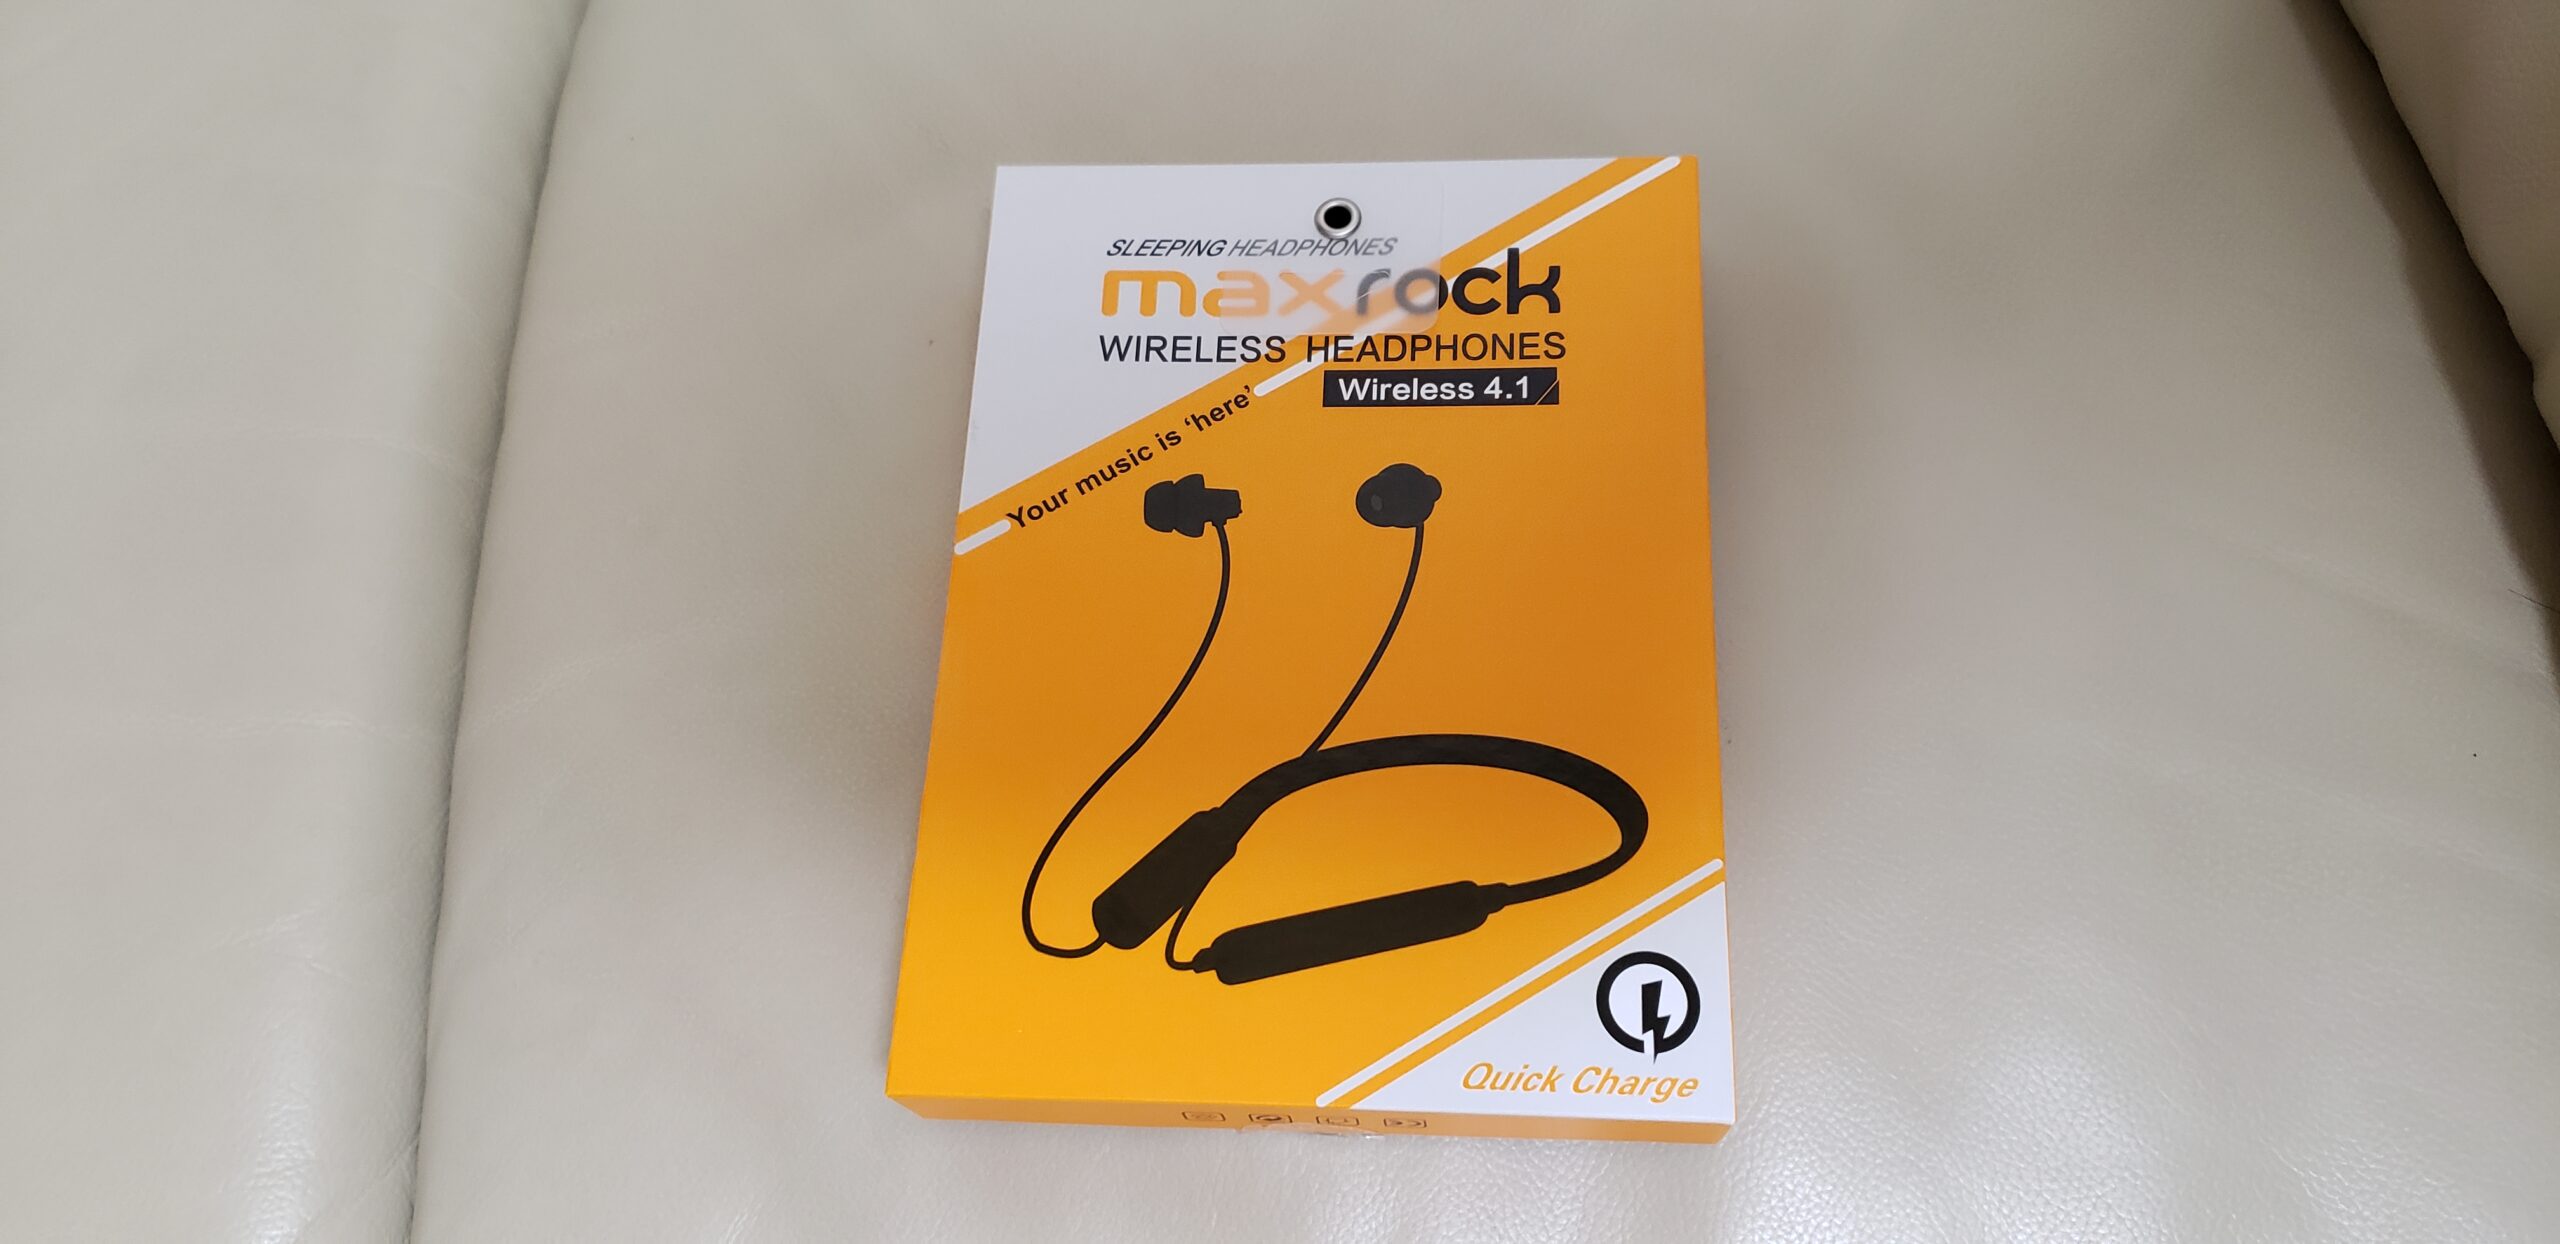 SLEEPING HEADPHONES
maxrock
WIRELESS HEADPHONES
Wireless 4.1
Your music is ‘here’
Quick Charge